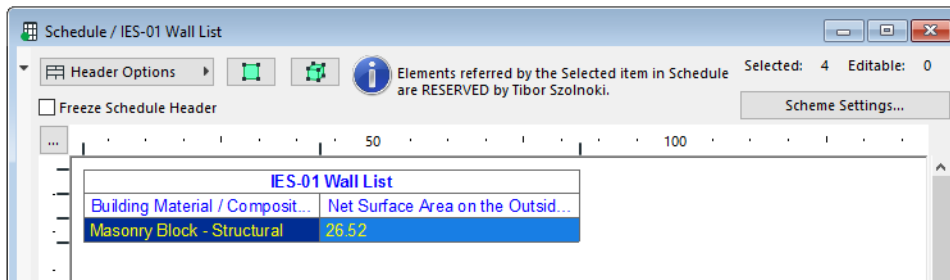 Schedule / IES-01 Wall List
Header Options
Elements referred by the Selected item in Schedule
are RESERVED by Tibor Szolnoki.
Selected: 4 Editable: 0
Freeze Schedule Header
Scheme Settings...
...
50 100
IES-01 Wall List
Building Material / Composit... Net Surface Area on the Outsid...
Masonry Block - Structural 26.52